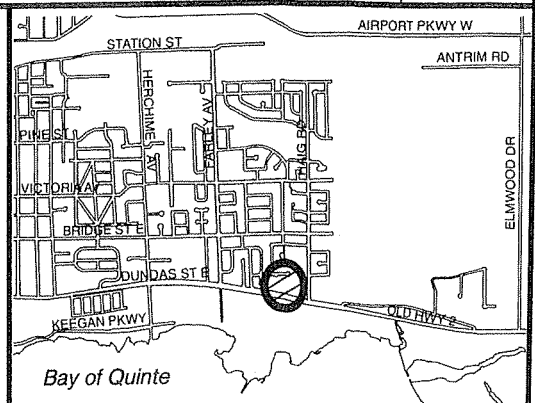 AIRPORT PKWY W
STATION ST
ANTRIM RD
HERCHIMER AV
FARLEY AV
HAIG RD
PINE ST
ELMWOOD DR
VICTORIA AV
BRIDGE ST E
DUNDAS ST E
OLD HWY 2
KEEGAN PKWY
Bay of Quinte